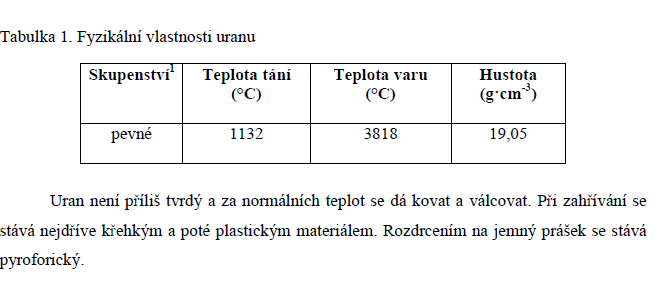 Tabulka 1. Fyzikální vlastnosti uranu
Skupenství¹ Teplota tání (°C) Teplota varu (°C) Hustota (g·cm⁻³)
pevné 1132 3818 19,05
Uran není příliš tvrdý a za normálních teplot se dá kovat a válcovat. Při zahřívání se
stává nejdříve křehkým a poté plastickým materiálem. Rozdrcením na jemný prášek se stává
pyroforický.